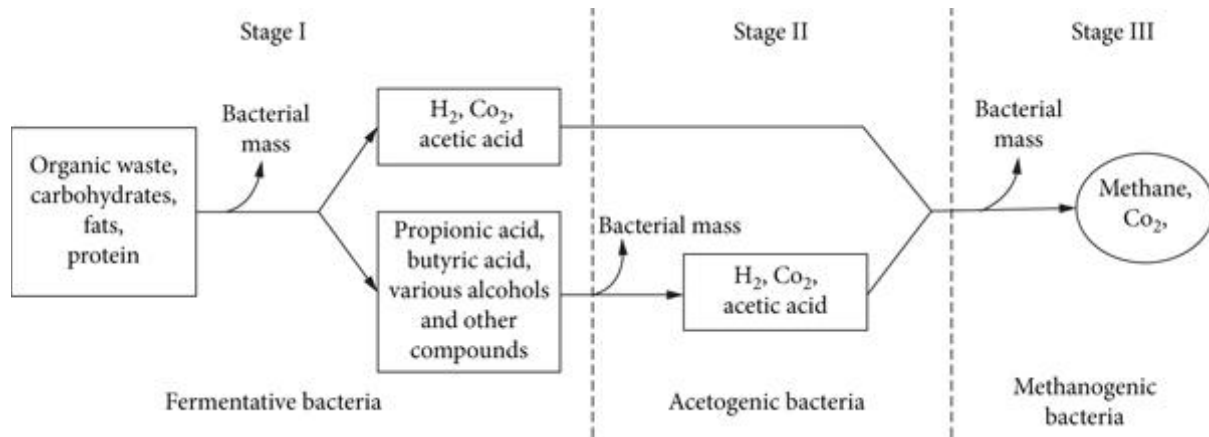 Stage I
Stage II
Stage III
Organic waste,
carbohydrates,
fats,
protein
Bacterial
mass
H₂, Co₂,
acetic acid
Propionic acid,
butyric acid,
various alcohols
and other
compounds
Bacterial mass
H₂, Co₂,
acetic acid
Bacterial
mass
Methane,
Co₂,
Fermentative bacteria
Acetogenic bacteria
Methanogenic
bacteria